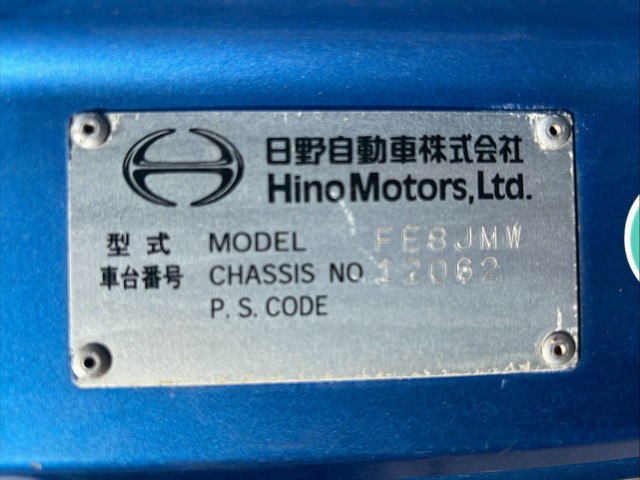 日野自動車株式会社
Hino Motors, Ltd.
型式 MODEL FE8JMW
車台番号 CHASSIS NO 12062
P. S. CODE